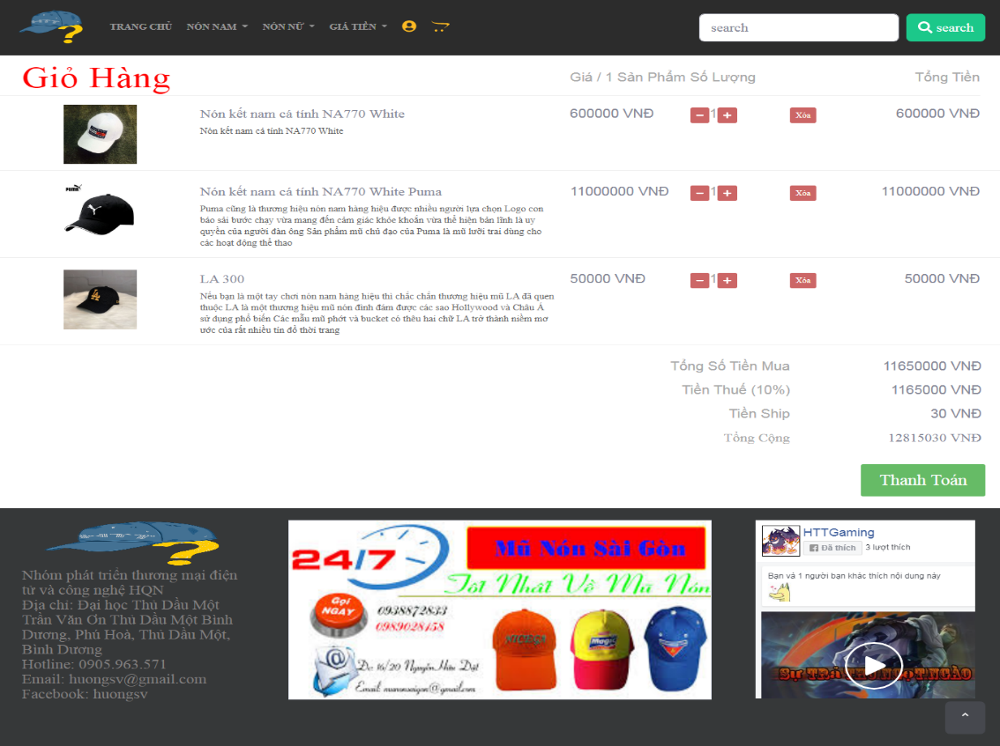 TRANG CHỦ NÓN NAM NÓN NỮ GIÁ TIỀN search search
Giỏ Hàng Giá / 1 Sản Phẩm Số Lượng Tổng Tiền
Nón kết nam cá tính NA770 White 600000 VNĐ 1 Xóa 600000 VNĐ
Nón kết nam cá tính NA770 White
PUMA
Nón kết nam cá tính NA770 White Puma 11000000 VNĐ 1 Xóa 11000000 VNĐ
Puma cũng là thương hiệu nón nam hàng hiệu được nhiều người lựa chọn Logo con
báo sải bước chạy vừa mang đến cảm giác khỏe khoắn vừa thể hiện bản lĩnh là uy
quyền của người đàn ông Sản phẩm mũ chủ đạo của Puma là mũ lưỡi trai dùng cho
các hoạt động thể thao
LA 300 50000 VNĐ 1 Xóa 50000 VNĐ
Nếu bạn là một tay chơi nón nam hàng hiệu thì chắc chắn thương hiệu mũ LA đã quen
thuộc LA là một thương hiệu mũ nón đình đám được các sao Hollywood và Châu Á
sử dụng phổ biến Các mẫu mũ phớt và bucket có thêu hai chữ LA trở thành niềm mơ
ước của rất nhiều tín đồ thời trang
Tổng Số Tiền Mua 11650000 VNĐ
Tiền Thuế (10%) 1165000 VNĐ
Tiền Ship 30 VNĐ
Tổng Cộng 12815030 VNĐ
Thanh Toán
Nhóm phát triển thương mại điện
tử và công nghệ HQN
Địa chỉ: Đại học Thủ Dầu Một
Trần Văn Ơn Thủ Dầu Một Bình
Dương, Phú Hoà, Thủ Dầu Một,
Bình Dương
Hotline: 0905.963.571
Email: huongsv@gmail.com
Facebook: huongsv
24/7
Mũ Nón Sài Gòn
Tốt Nhất Về Mũ Nón
Gọi
NGAY
0938872833
0989028158
Magic
Đc: 16/20 Nguyễn Hữu Dật
Email: munonsaigon@gmail.com
HTTGaming
Đã thích 3 lượt thích
Bạn và 1 người bạn khác thích nội dung này